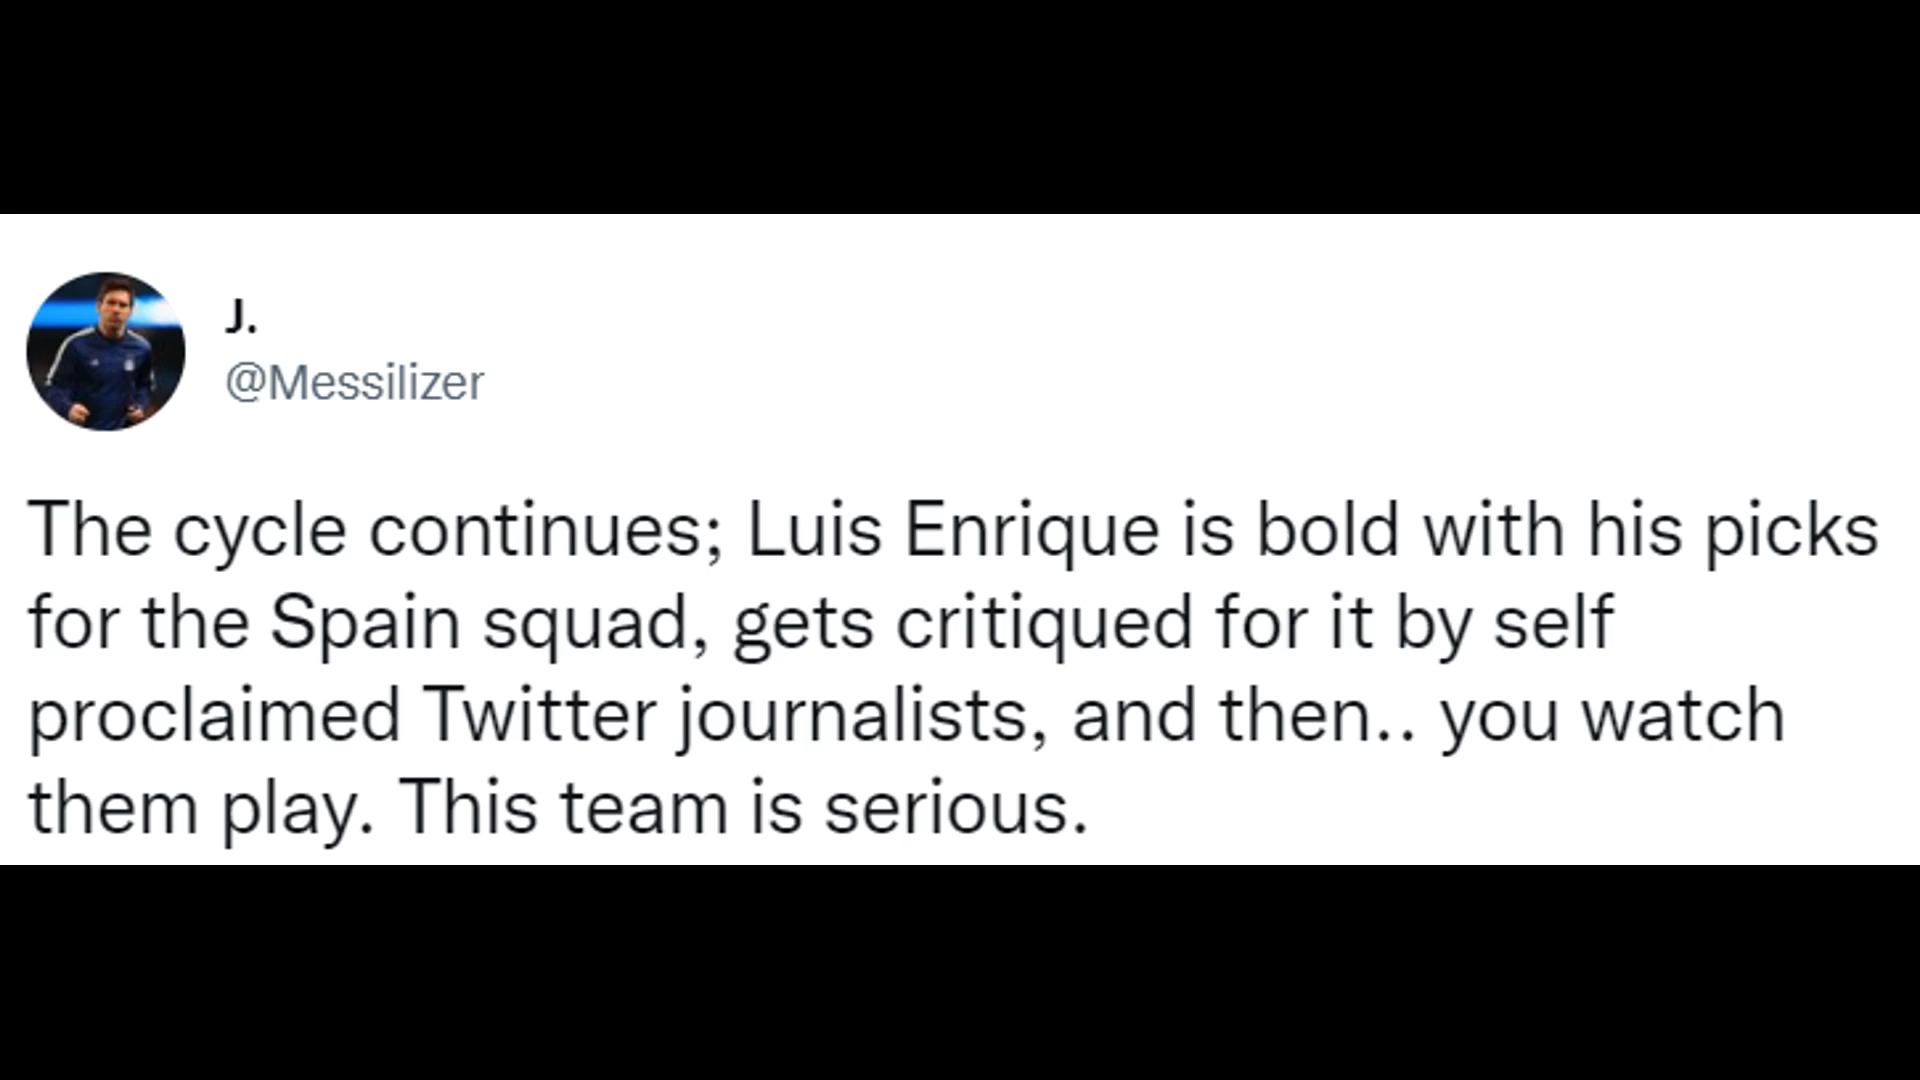 J.
@Messilizer
The cycle continues; Luis Enrique is bold with his picks
for the Spain squad, gets critiqued for it by self
proclaimed Twitter journalists, and then.. you watch
them play. This team is serious.